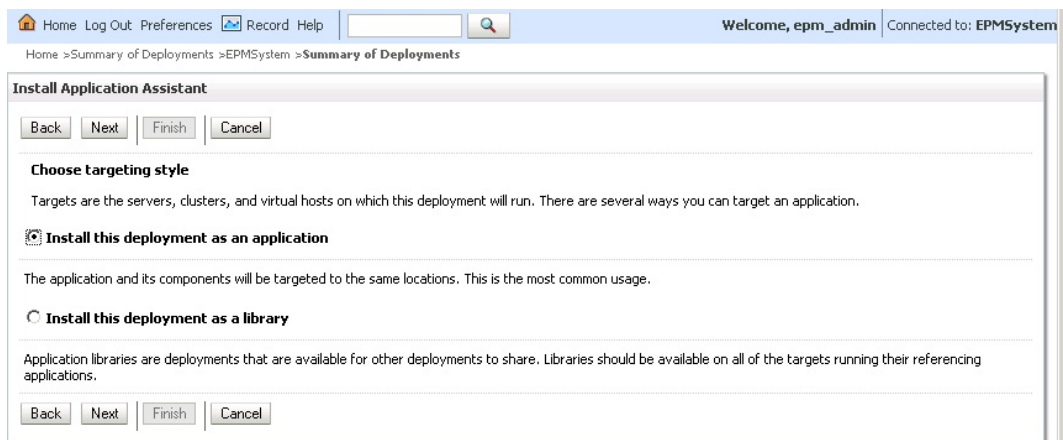 Home Log Out Preferences Record Help Welcome, epm_admin Connected to: EPMSystem
Home >Summary of Deployments >EPMSystem >Summary of Deployments
Install Application Assistant
Back Next Finish Cancel
Choose targeting style
Targets are the servers, clusters, and virtual hosts on which this deployment will run. There are several ways you can target an application.
Install this deployment as an application
The application and its components will be targeted to the same locations. This is the most common usage.
Install this deployment as a library
Application libraries are deployments that are available for other deployments to share. Libraries should be available on all of the targets running their referencing
applications.
Back Next Finish Cancel